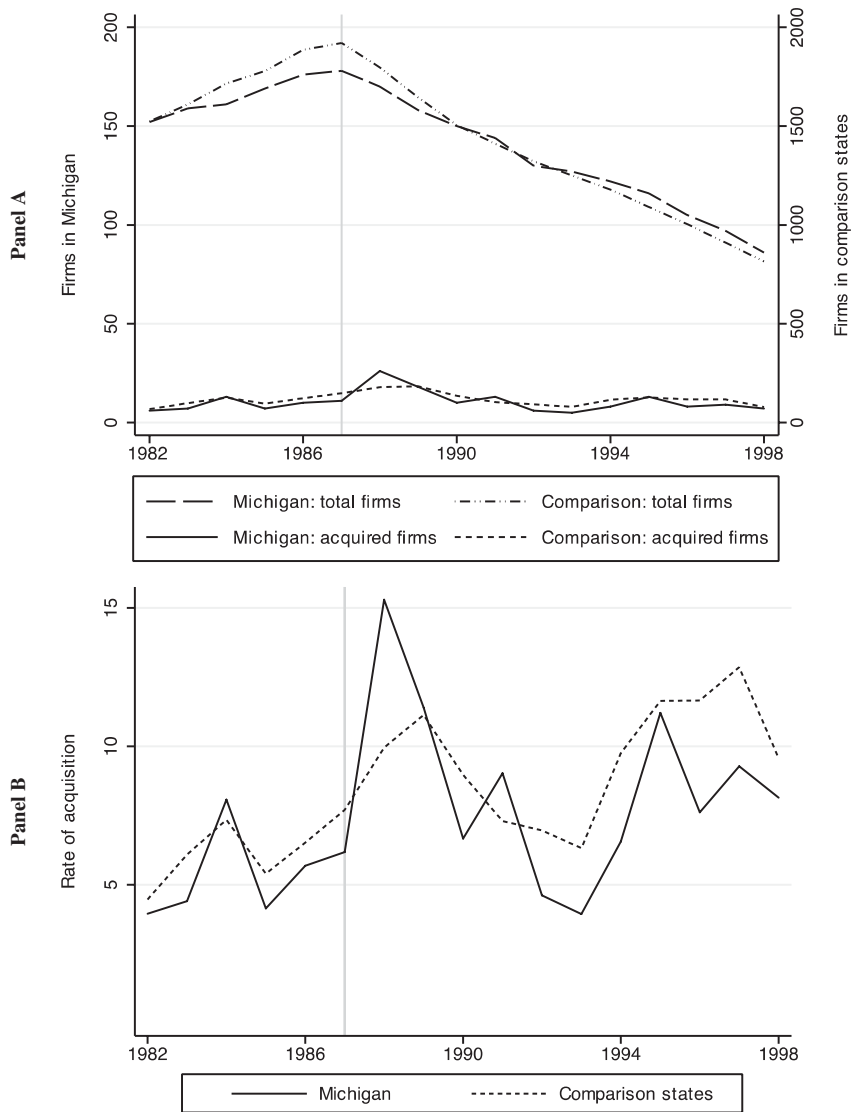 Panel A
Firms in Michigan
200
150
100
50
0
Firms in comparison states
2000
1500
1000
500
0
1982 1986 1990 1994 1998
Michigan: total firms Comparison: total firms
Michigan: acquired firms Comparison: acquired firms
Panel B
Rate of acquisition
15
10
5
1982 1986 1990 1994 1998
Michigan Comparison states